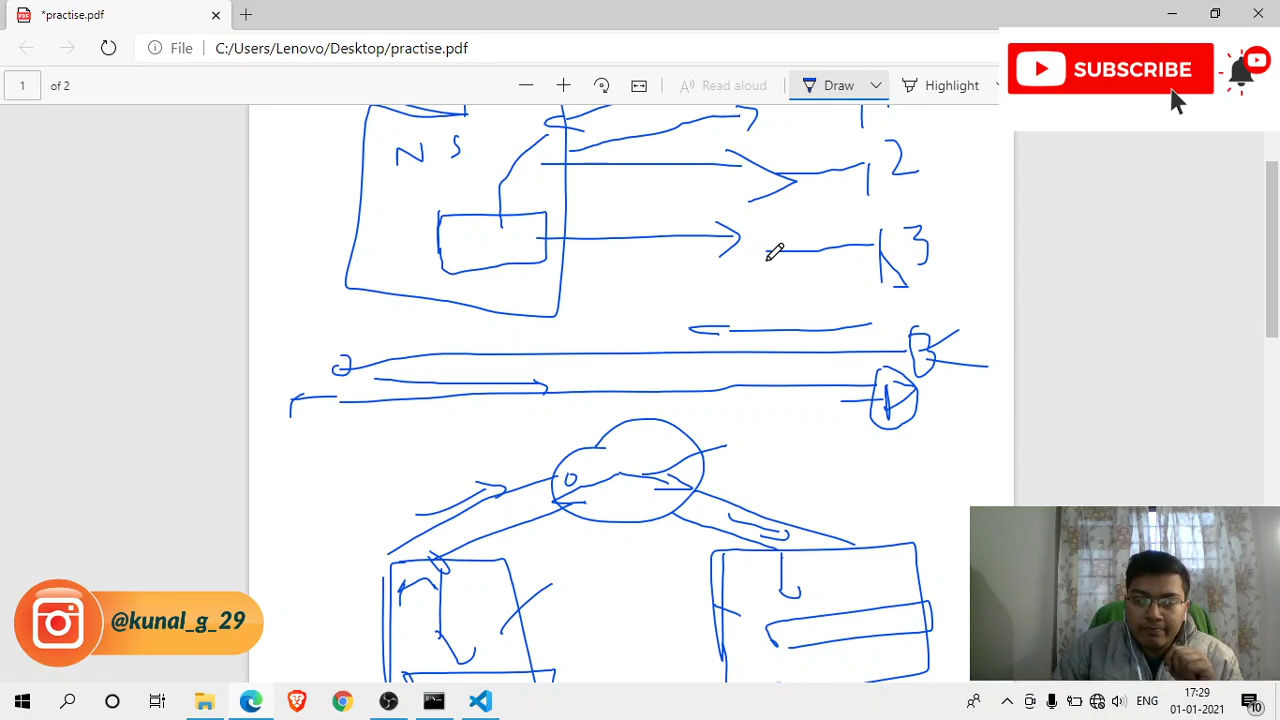 *practise.pdf
File C:/Users/Lenovo/Desktop/practise.pdf
SUBSCRIBE
1 of 2 Read aloud Draw Highlight
N S
2
3
@kunal_g_29
ENG 17:29
01-01-2021 10